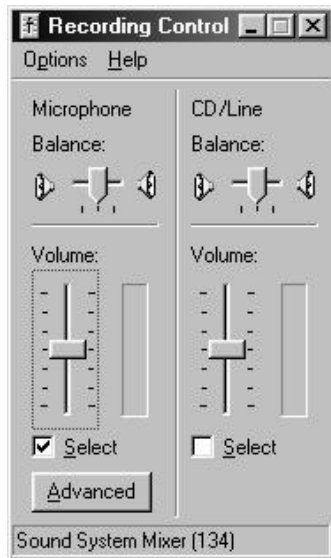 Recording Control
Options Help
Microphone
Balance:
Volume:
Select
Advanced
CD/Line
Balance:
Volume:
Select
Sound System Mixer (134)